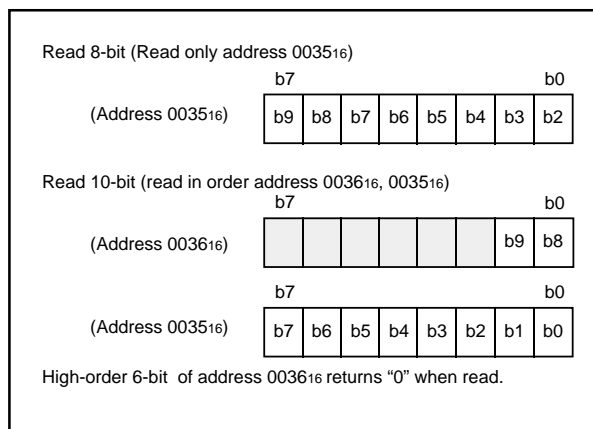 Read 8-bit (Read only address 0035₁₆)
b7 b0
(Address 0035₁₆) b9 b8 b7 b6 b5 b4 b3 b2
Read 10-bit (read in order address 0036₁₆, 0035₁₆)
b7 b0
(Address 0036₁₆) b9 b8
b7 b0
(Address 0035₁₆) b7 b6 b5 b4 b3 b2 b1 b0
High-order 6-bit of address 0036₁₆ returns “0” when read.